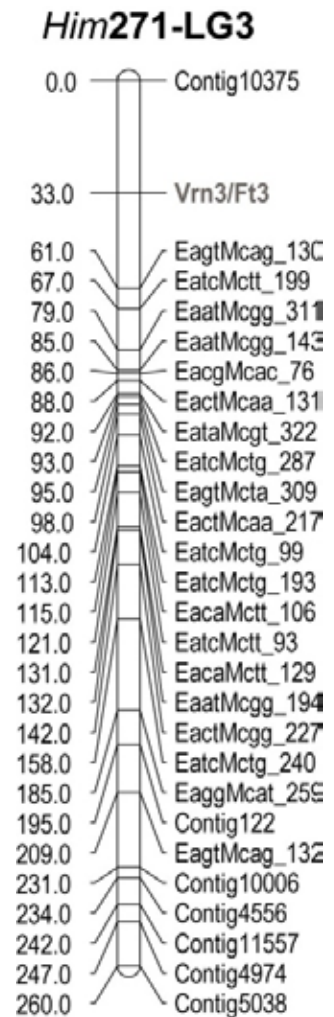 Him271-LG3
0.0 Contig10375
33.0 Vrn3/Ft3
61.0 EagtMcag_130
67.0 EatcMctt_199
79.0 EaatMcgg_311
85.0 EaatMcgg_143
86.0 EacgMcac_76
88.0 EactMcaa_131
92.0 EataMcgt_322
93.0 EatcMctg_287
95.0 EagtMcta_309
98.0 EactMcaa_217
104.0 EatcMctg_99
113.0 EatcMctg_193
115.0 EacaMctt_106
121.0 EatcMctt_93
131.0 EacaMctt_129
132.0 EaatMcgg_194
142.0 EactMcgg_227
158.0 EatcMctg_240
185.0 EaggMcat_259
195.0 Contig122
209.0 EagtMcag_132
231.0 Contig10006
234.0 Contig4556
242.0 Contig11557
247.0 Contig4974
260.0 Contig5038